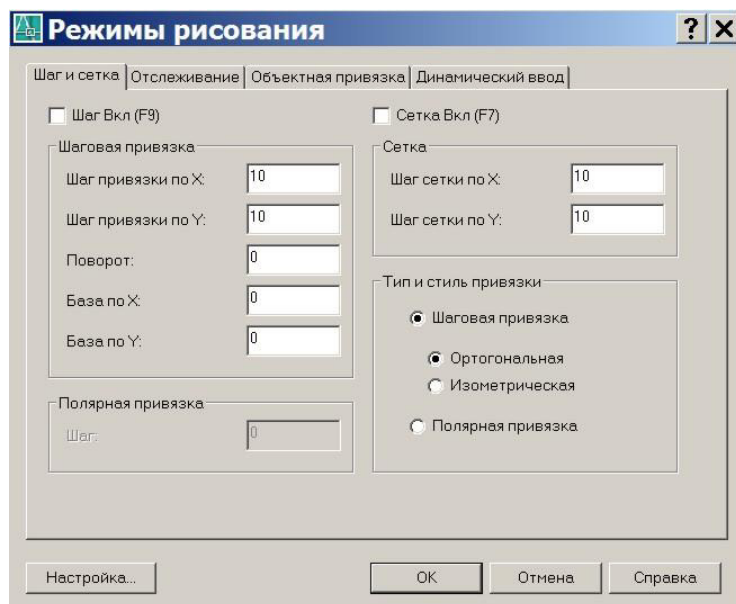 Режимы рисования
Шаг и сетка Отслеживание Объектная привязка Динамический ввод
Шаг Вкл (F9)
Шаговая привязка
Шаг привязки по X: 10
Шаг привязки по Y: 10
Поворот: 0
База по X: 0
База по Y: 0
Полярная привязка
Шаг: 0
Сетка Вкл (F7)
Сетка
Шаг сетки по X: 10
Шаг сетки по Y: 10
Тип и стиль привязки
Шаговая привязка
Ортогональная
Изометрическая
Полярная привязка
Настройка... OK Отмена Справка